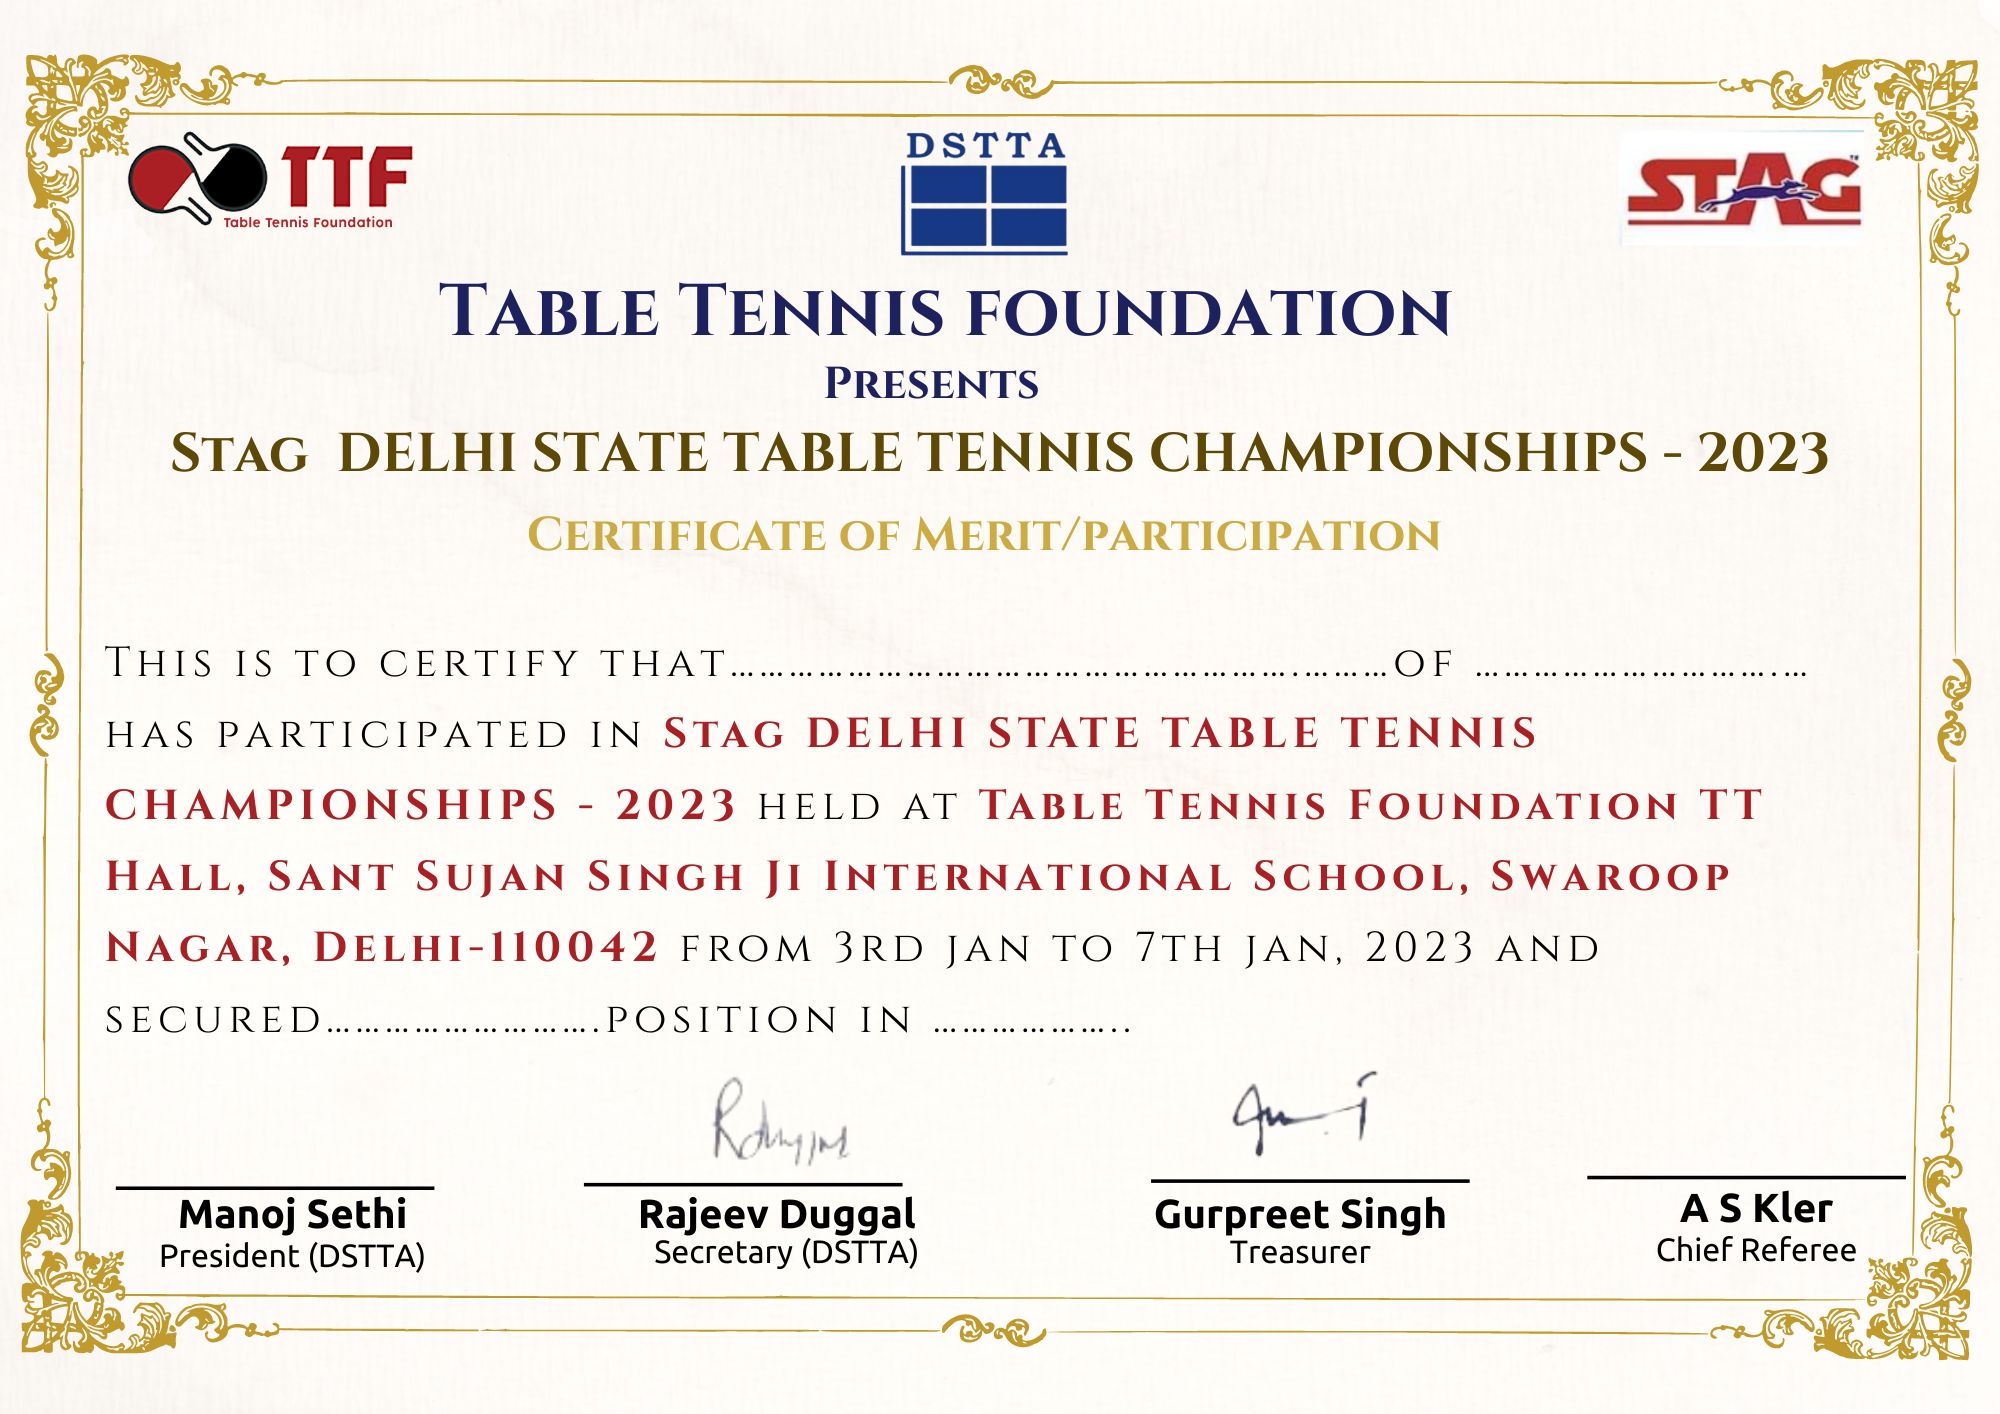 TTF
Table Tennis Foundation
DSTTA
STAG
TABLE TENNIS FOUNDATION
PRESENTS
STAG DELHI STATE TABLE TENNIS CHAMPIONSHIPS - 2023
CERTIFICATE OF MERIT/PARTICIPATION
THIS IS TO CERTIFY THAT……………………………………………………….………OF ………………………….…
HAS PARTICIPATED IN STAG DELHI STATE TABLE TENNIS
CHAMPIONSHIPS - 2023 HELD AT TABLE TENNIS FOUNDATION TT
HALL, SANT SUJAN SINGH JI INTERNATIONAL SCHOOL, SWAROOP
NAGAR, DELHI-110042 FROM 3RD JAN TO 7TH JAN, 2023 AND
SECURED……………………….POSITION IN ………………..
Manoj Sethi
President (DSTTA)
Rajeev Duggal
Secretary (DSTTA)
Gurpreet Singh
Treasurer
A S Kler
Chief Referee